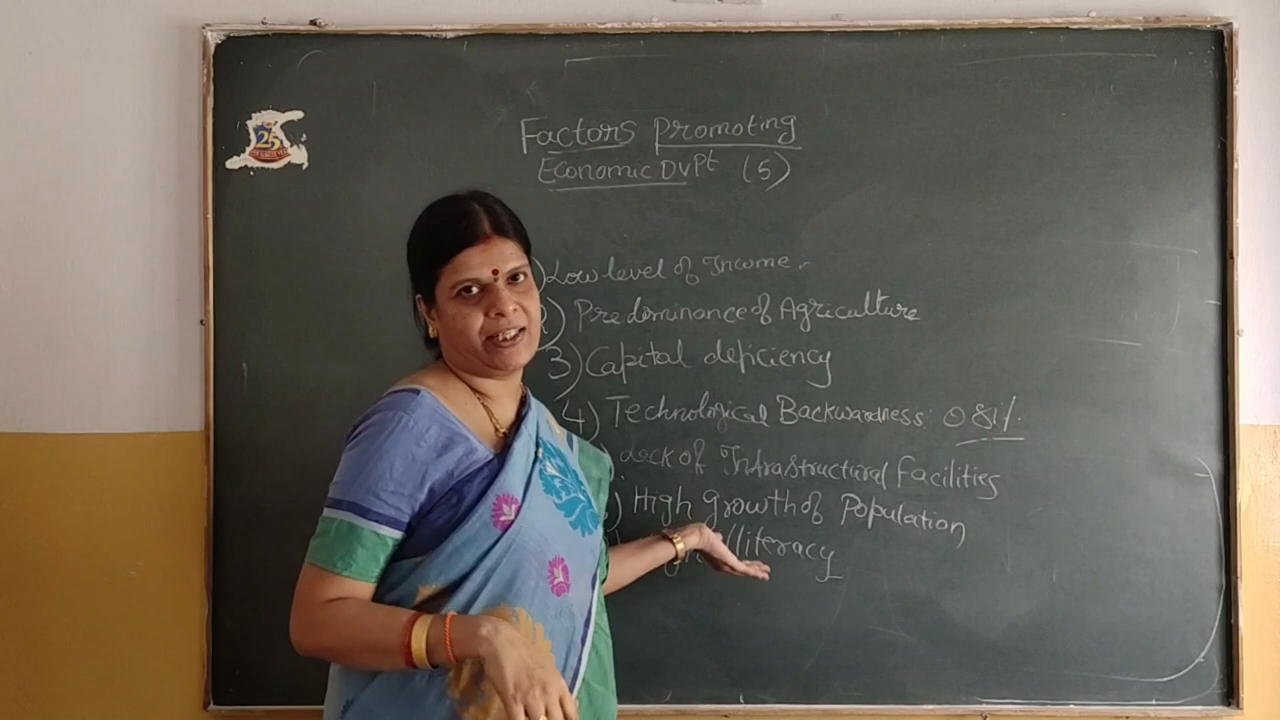 25
Factors Promoting
Economic DVPt (5)
)Low level of Income.
2) Predominance of Agriculture
3) Capital deficiency
4) Technological Backwardness: 0 81%.
Lack of Infrastructural Facilities
) High Growth of Population
Illiteracy